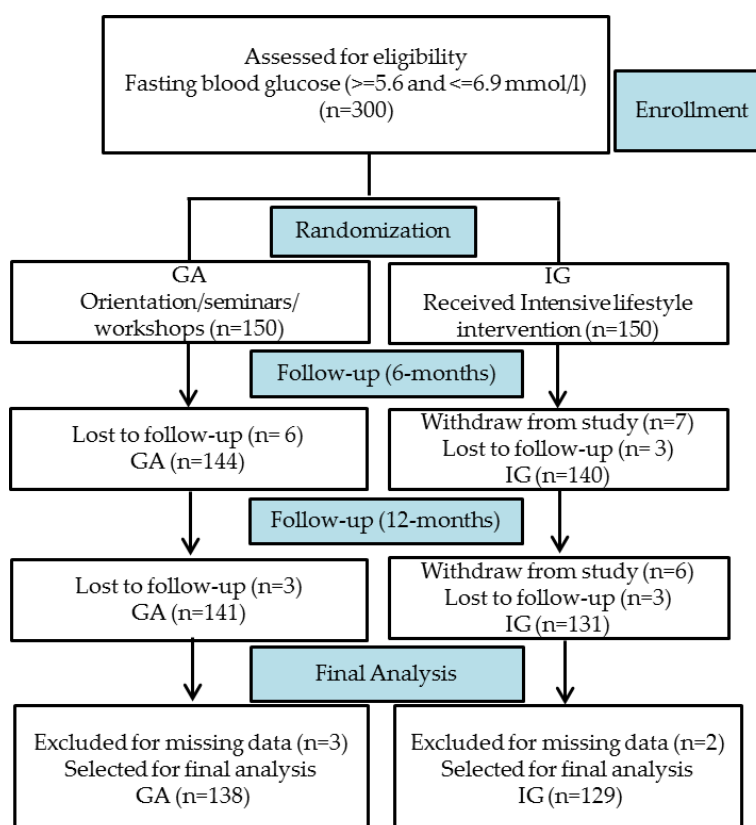 Assessed for eligibility
Fasting blood glucose (>=5.6 and <=6.9 mmol/l)
(n=300)
Enrollment
Randomization
GA
Orientation/seminars/
workshops (n=150)
IG
Received Intensive lifestyle
intervention (n=150)
Follow-up (6-months)
Lost to follow-up (n= 6)
GA (n=144)
Withdraw from study (n=7)
Lost to follow-up (n= 3)
IG (n=140)
Follow-up (12-months)
Lost to follow-up (n=3)
GA (n=141)
Withdraw from study (n=6)
Lost to follow-up (n=3)
IG (n=131)
Final Analysis
Excluded for missing data (n=3)
Selected for final analysis
GA (n=138)
Excluded for missing data (n=2)
Selected for final analysis
IG (n=129)